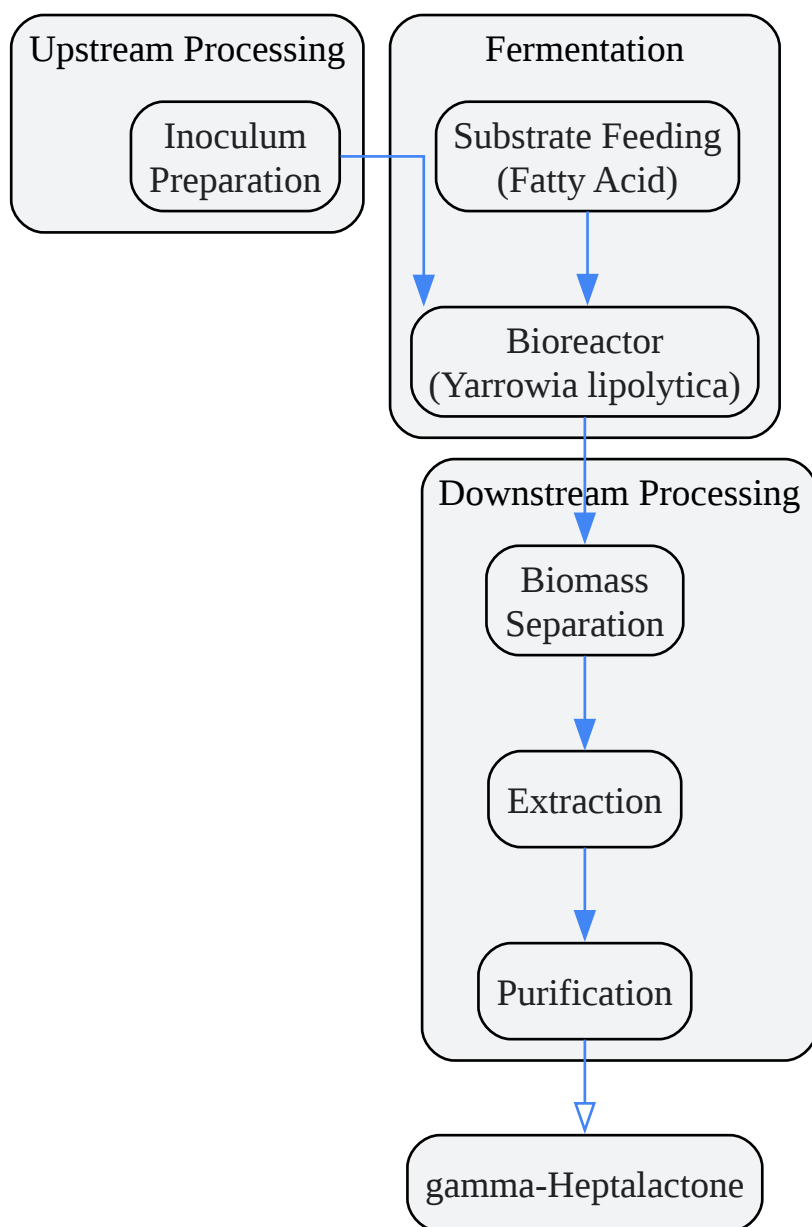 Upstream Processing
Inoculum
Preparation
Fermentation
Substrate Feeding
(Fatty Acid)
Bioreactor
(Yarrowia lipolytica)
Downstream Processing
Biomass
Separation
Extraction
Purification
gamma-Heptalactone